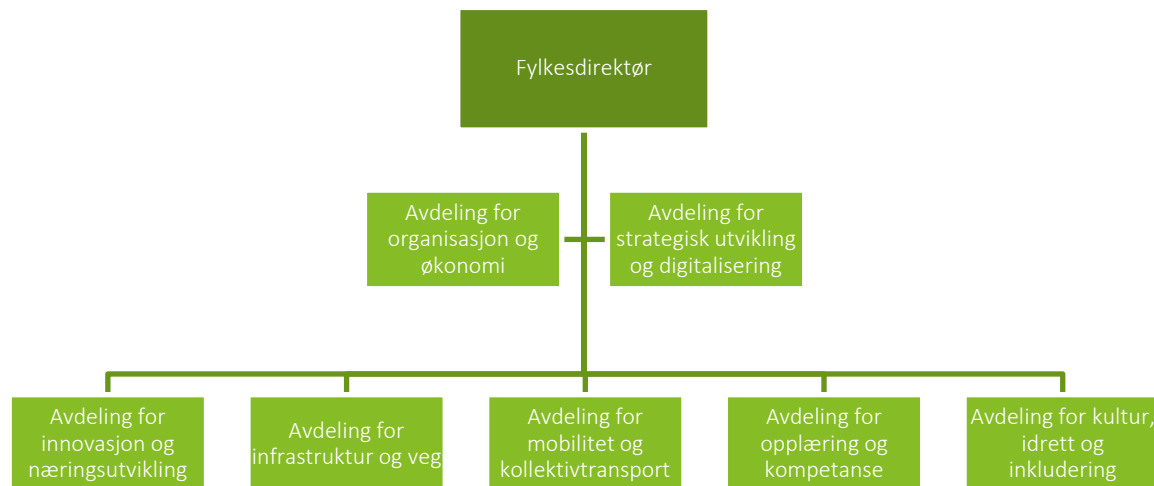 Fylkesdirektør
Avdeling for
organisasjon og
økonomi
Avdeling for
strategisk utvikling
og digitalisering
Avdeling for
innovasjon og
næringsutvikling
Avdeling for
infrastruktur og veg
Avdeling for
mobilitet og
kollektivtransport
Avdeling for
opplæring og
kompetanse
Avdeling for kultur,
idrett og
inkludering